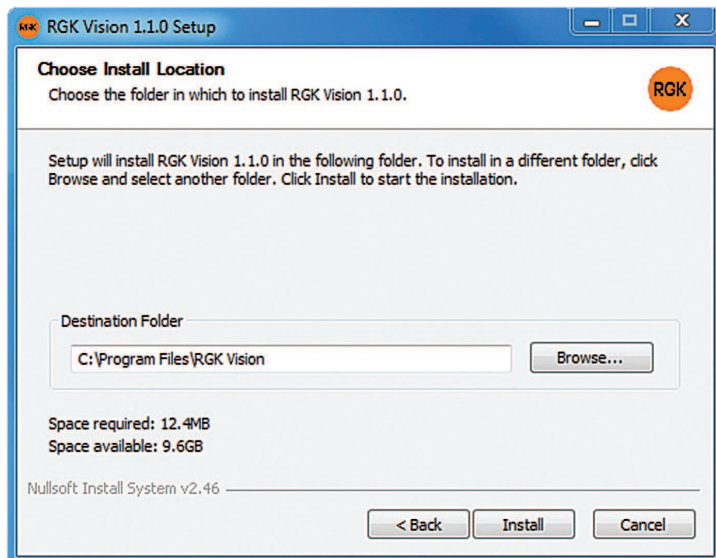 RGK Vision 1.1.0 Setup
Choose Install Location
Choose the folder in which to install RGK Vision 1.1.0.
RGK
Setup will install RGK Vision 1.1.0 in the following folder. To install in a different folder, click
Browse and select another folder. Click Install to start the installation.
Destination Folder
C:\Program Files\RGK Vision
Browse...
Space required: 12.4MB
Space available: 9.6GB
Nullsoft Install System v2.46
< Back
Install
Cancel